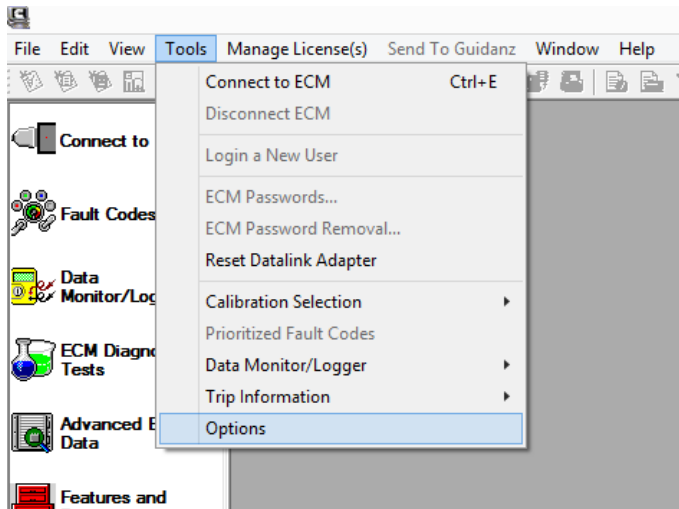 File Edit View Tools Manage License(s) Send To Guidanz Window Help
Connect to ECM Ctrl+E
Disconnect ECM
Login a New User
ECM Passwords...
ECM Password Removal...
Reset Datalink Adapter
Calibration Selection
Prioritized Fault Codes
Data Monitor/Logger
Trip Information
Options
Connect to
Fault Codes
Data
Monitor/Log
ECM Diagno
Tests
Advanced E
Data
Features and